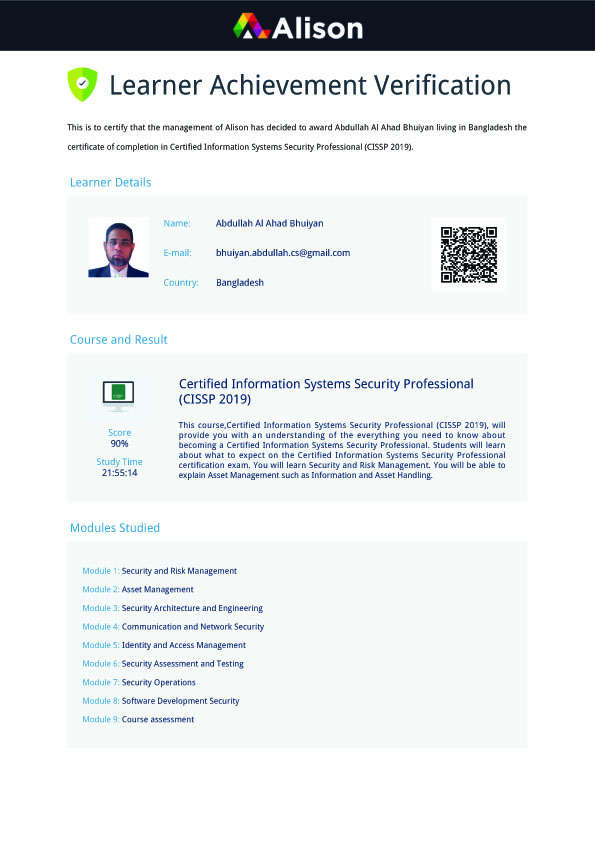 Alison
Learner Achievement Verification
This is to certify that the management of Alison has decided to award Abdullah Al Ahad Bhuiyan living in Bangladesh the
certificate of completion in Certified Information Systems Security Professional (CISSP 2019).
Learner Details
Name: Abdullah Al Ahad Bhuiyan
E-mail: bhuiyan.abdullah.cs@gmail.com
Country: Bangladesh
Course and Result
CISSP
Score
90%
Study Time
21:55:14
Certified Information Systems Security Professional
(CISSP 2019)
This course,Certified Information Systems Security Professional (CISSP 2019), will
provide you with an understanding of the everything you need to know about
becoming a Certified Information Systems Security Professional. Students will learn
about what to expect on the Certified Information Systems Security Professional
certification exam. You will learn Security and Risk Management. You will be able to
explain Asset Management such as Information and Asset Handling.
Modules Studied
Module 1: Security and Risk Management
Module 2: Asset Management
Module 3: Security Architecture and Engineering
Module 4: Communication and Network Security
Module 5: Identity and Access Management
Module 6: Security Assessment and Testing
Module 7: Security Operations
Module 8: Software Development Security
Module 9: Course assessment